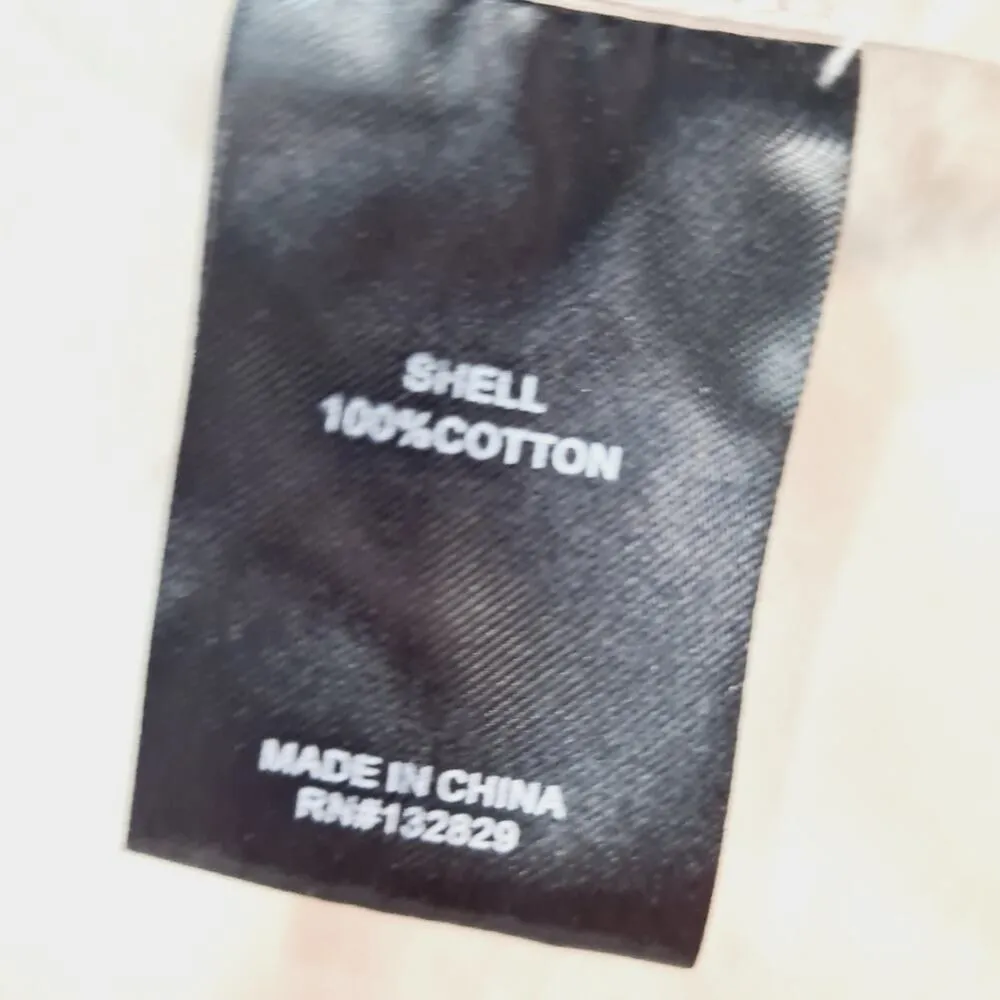 SHELL
100%COTTON
MADE IN CHINA
RN#132829